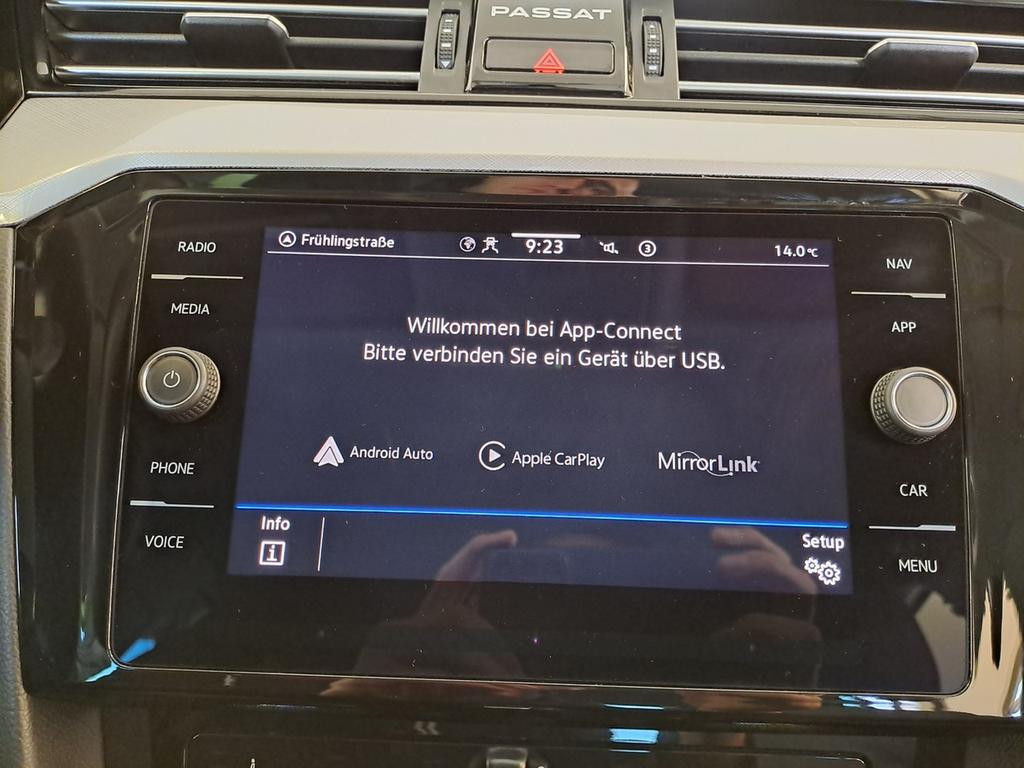 PASSAT
RADIO
MEDIA
PHONE
VOICE
Frühlingstraße
9:23
3
14.0°C
Willkommen bei App-Connect
Bitte verbinden Sie ein Gerät über USB.
Android Auto
Apple CarPlay
MirrorLink
Info
i
Setup
NAV
APP
CAR
MENU